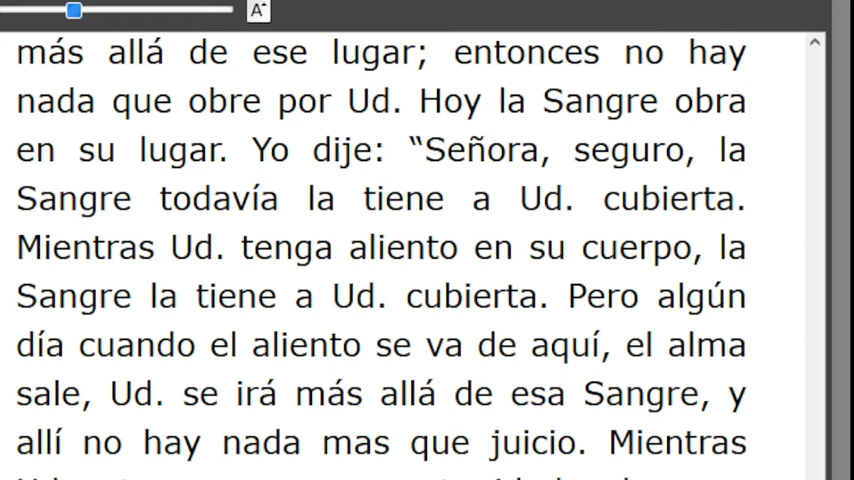 A
más allá de ese lugar; entonces no hay
nada que obre por Ud. Hoy la Sangre obra
en su lugar. Yo dije: “Señora, seguro, la
Sangre todavía la tiene a Ud. cubierta.
Mientras Ud. tenga aliento en su cuerpo, la
Sangre la tiene a Ud. cubierta. Pero algún
día cuando el aliento se va de aquí, el alma
sale, Ud. se irá más allá de esa Sangre, y
allí no hay nada mas que juicio. Mientras